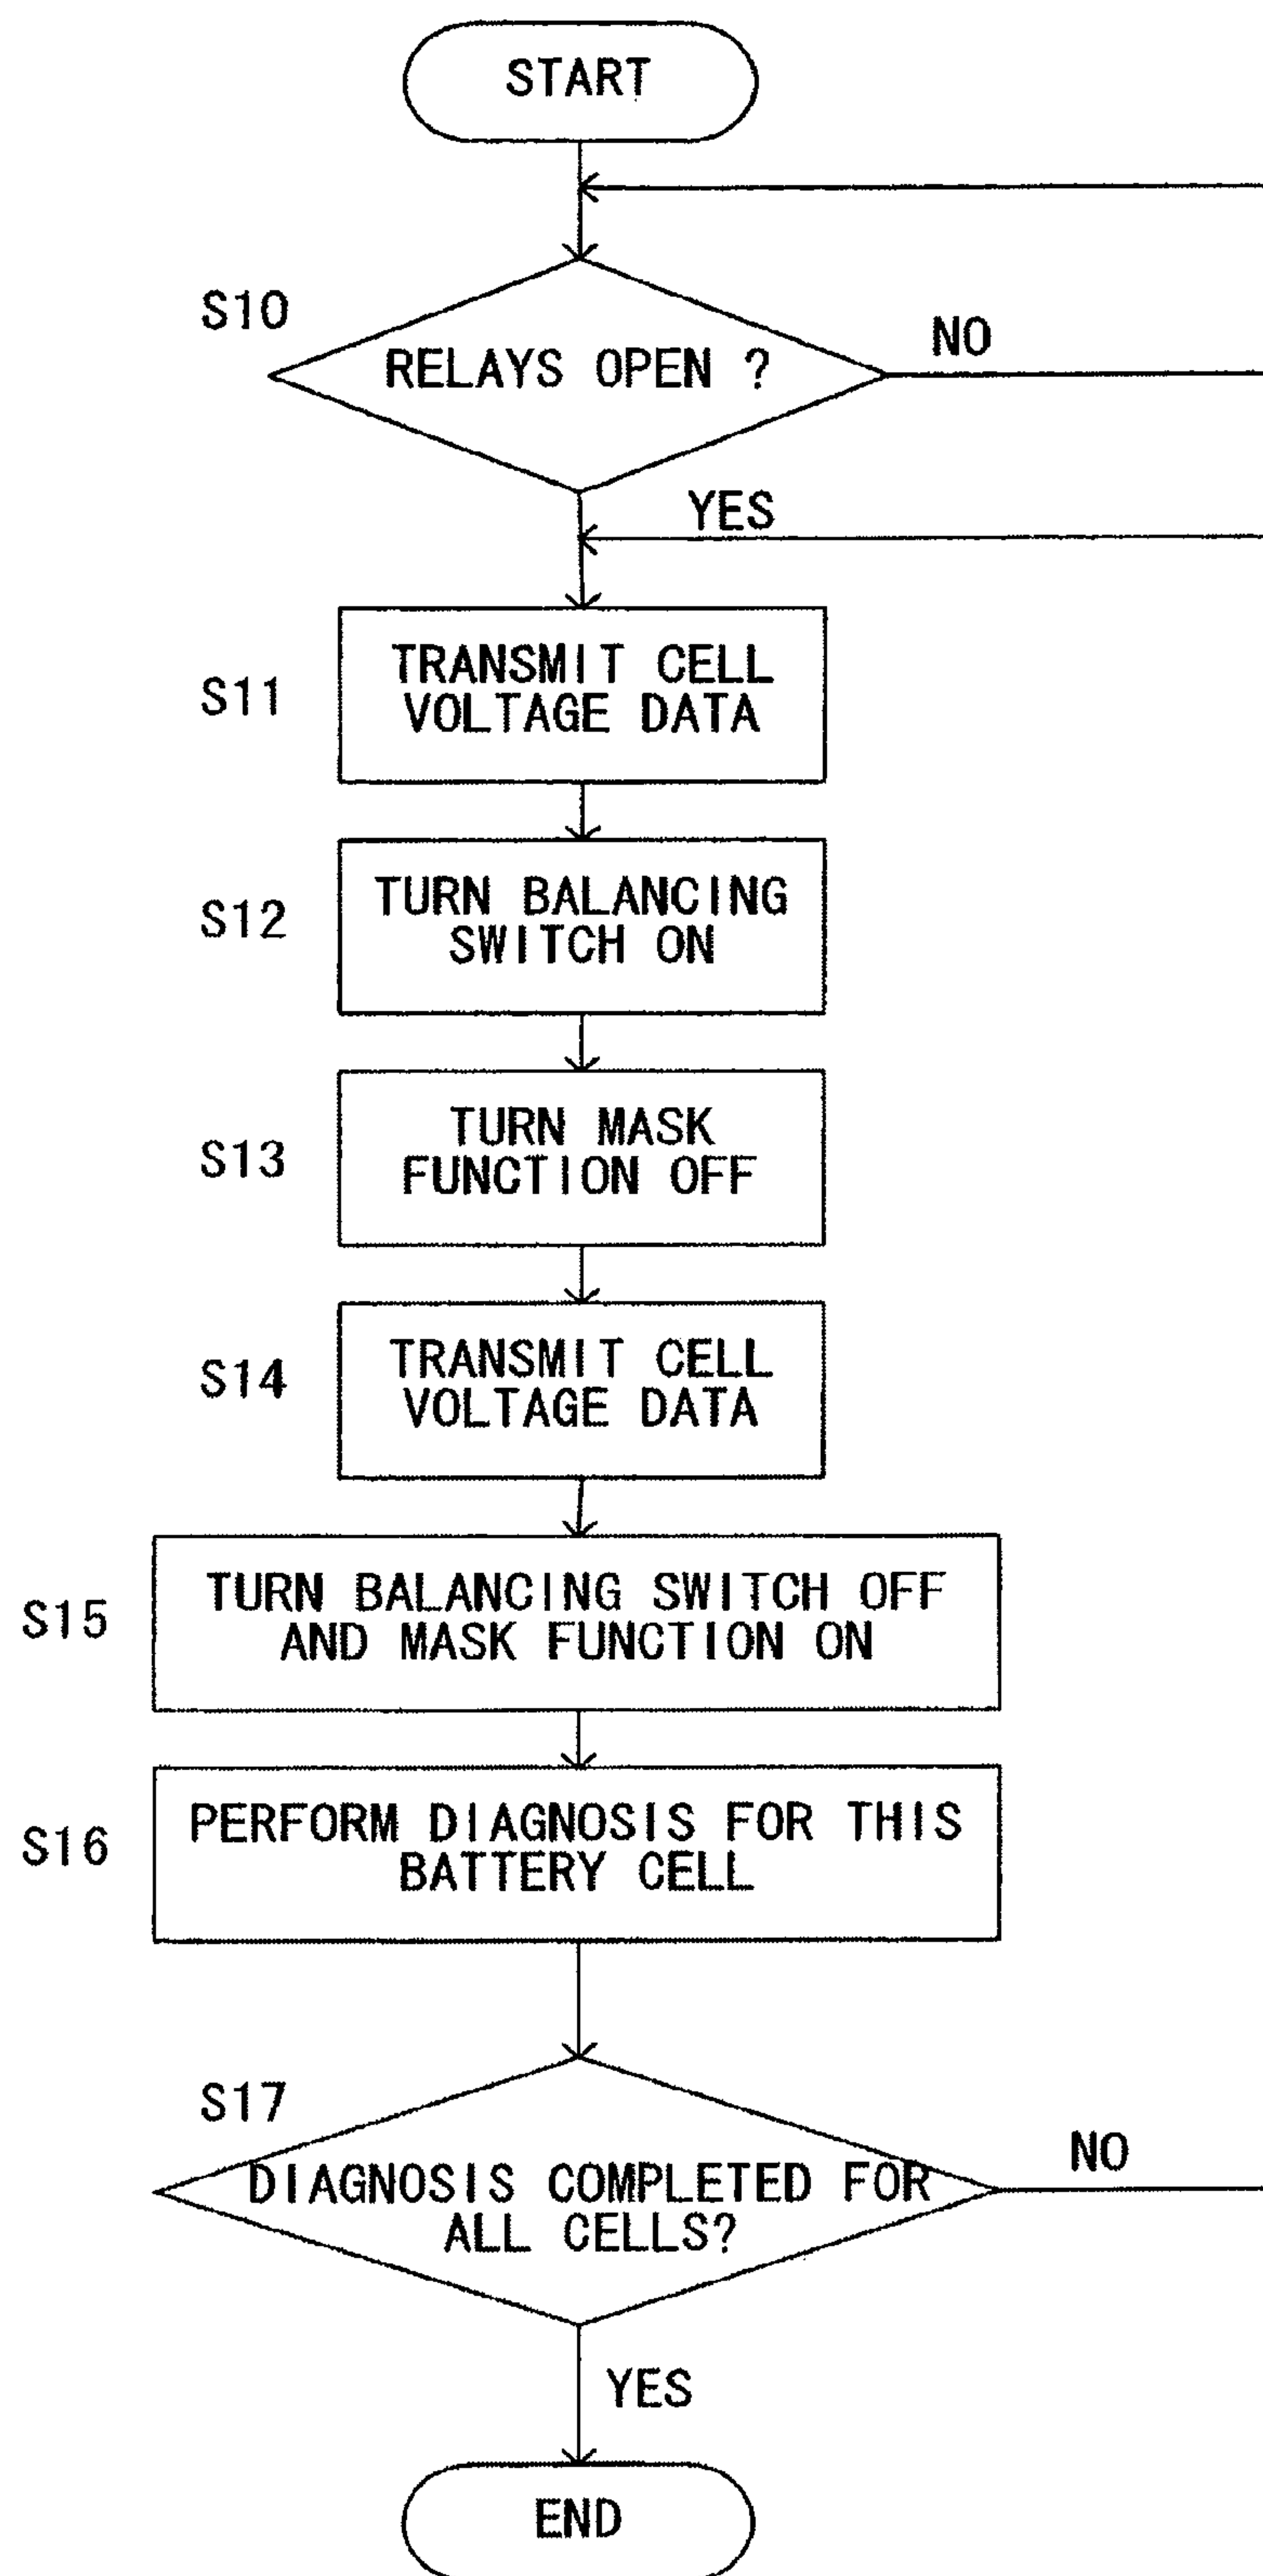 START
S10
RELAYS OPEN ?
NO
YES
S11
TRANSMIT CELL
VOLTAGE DATA
S12
TURN BALANCING
SWITCH ON
S13
TURN MASK
FUNCTION OFF
S14
TRANSMIT CELL
VOLTAGE DATA
S15
TURN BALANCING SWITCH OFF
AND MASK FUNCTION ON
S16
PERFORM DIAGNOSIS FOR THIS
BATTERY CELL
S17
DIAGNOSIS COMPLETED FOR
ALL CELLS?
NO
YES
END